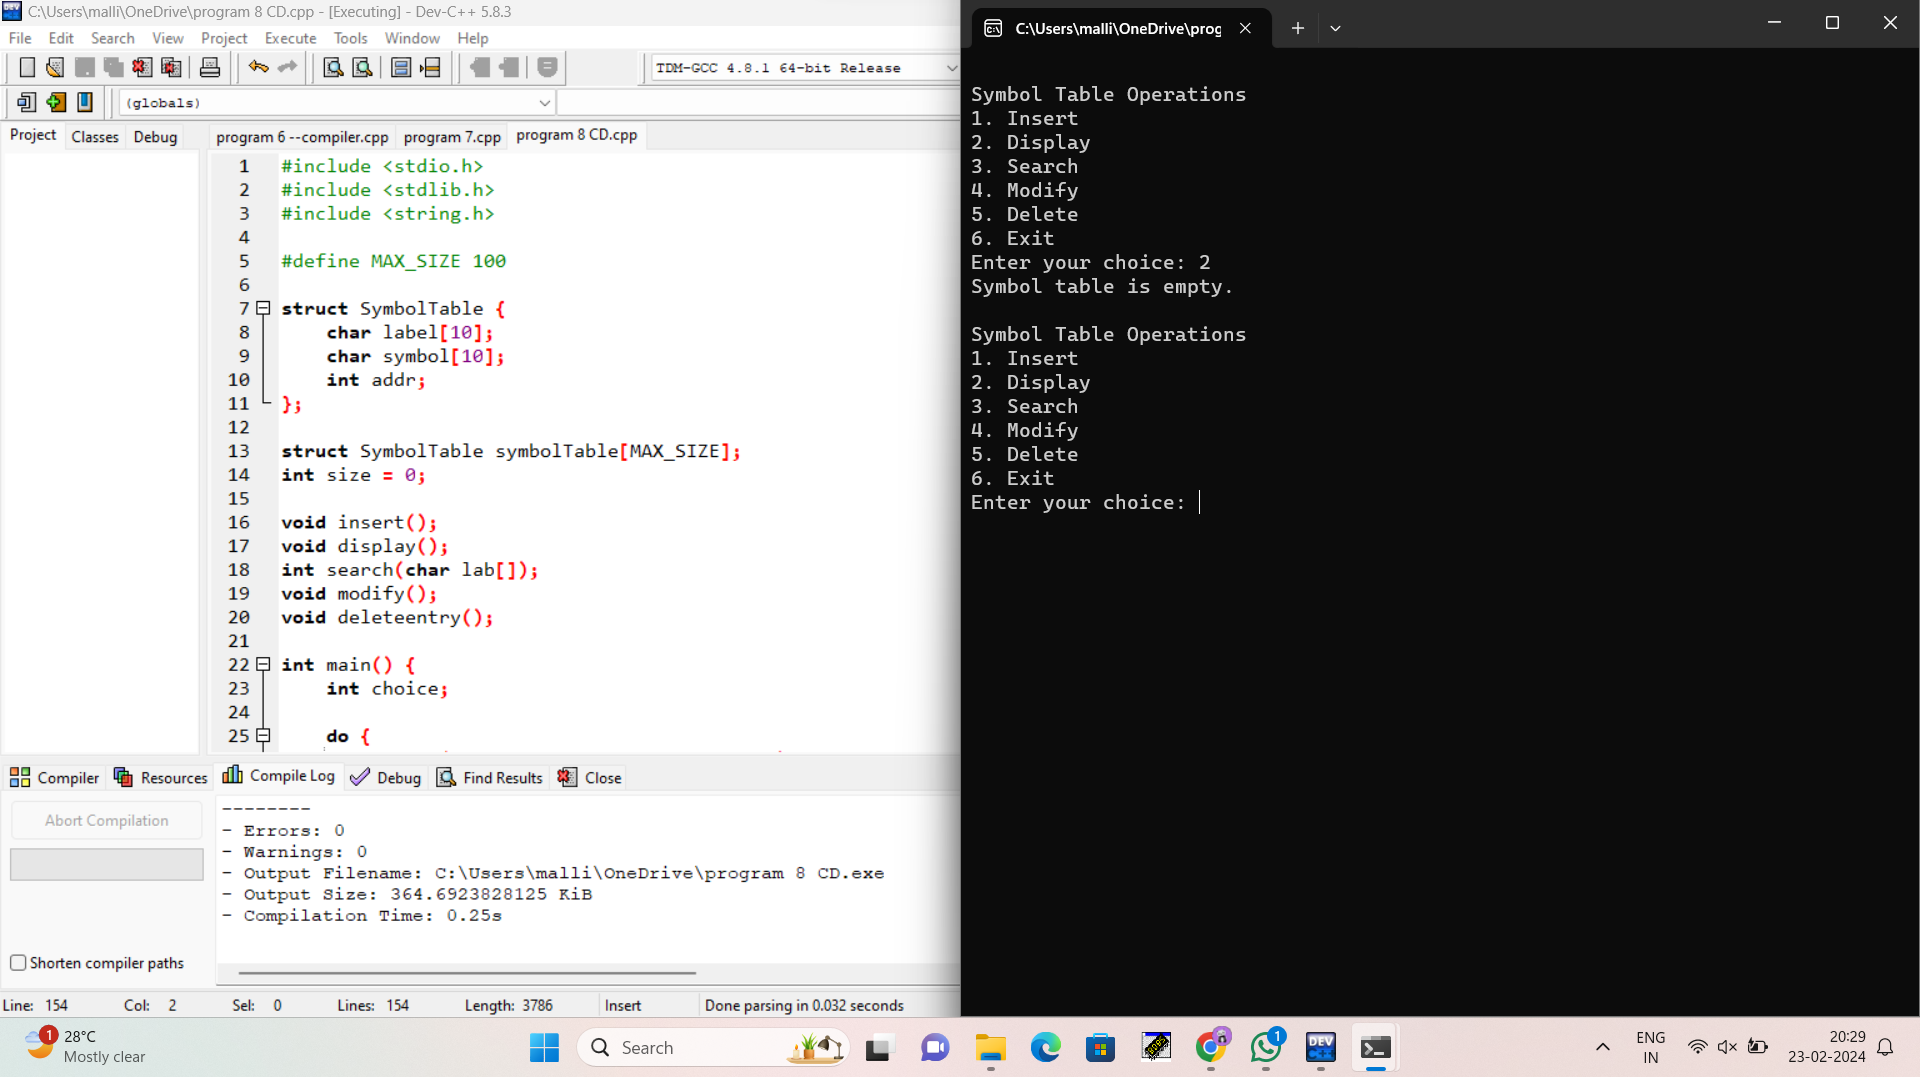 C:\Users\malli\OneDrive\program 8 CD.cpp - [Executing] - Dev-C++ 5.8.3
File Edit Search View Project Execute Tools Window Help
TDM-GCC 4.8.1 64-bit Release
(globals)
Project Classes Debug
program 6 --compiler.cpp program 7.cpp program 8 CD.cpp
1 #include <stdio.h>
2 #include <stdlib.h>
3 #include <string.h>
4
5 #define MAX_SIZE 100
6
7 struct SymbolTable {
8 char label[10];
9 char symbol[10];
10 int addr;
11 };
12
13 struct SymbolTable symbolTable[MAX_SIZE];
14 int size = 0;
15
16 void insert();
17 void display();
18 int search(char lab[]);
19 void modify();
20 void deleteentry();
21
22 int main() {
23 int choice;
24
25 do {
Compiler Resources Compile Log Debug Find Results Close
Abort Compilation
Shorten compiler paths
--------
- Errors: 0
- Warnings: 0
- Output Filename: C:\Users\malli\OneDrive\program 8 CD.exe
- Output Size: 364.6923828125 KiB
- Compilation Time: 0.25s
Line: 154 Col: 2 Sel: 0 Lines: 154 Length: 3786 Insert Done parsing in 0.032 seconds
C:\Users\malli\OneDrive\prog
Symbol Table Operations
1. Insert
2. Display
3. Search
4. Modify
5. Delete
6. Exit
Enter your choice: 2
Symbol table is empty.
Symbol Table Operations
1. Insert
2. Display
3. Search
4. Modify
5. Delete
6. Exit
Enter your choice:
1
28°C
Mostly clear
Search
1
DEV
C++
ENG
IN
20:29
23-02-2024